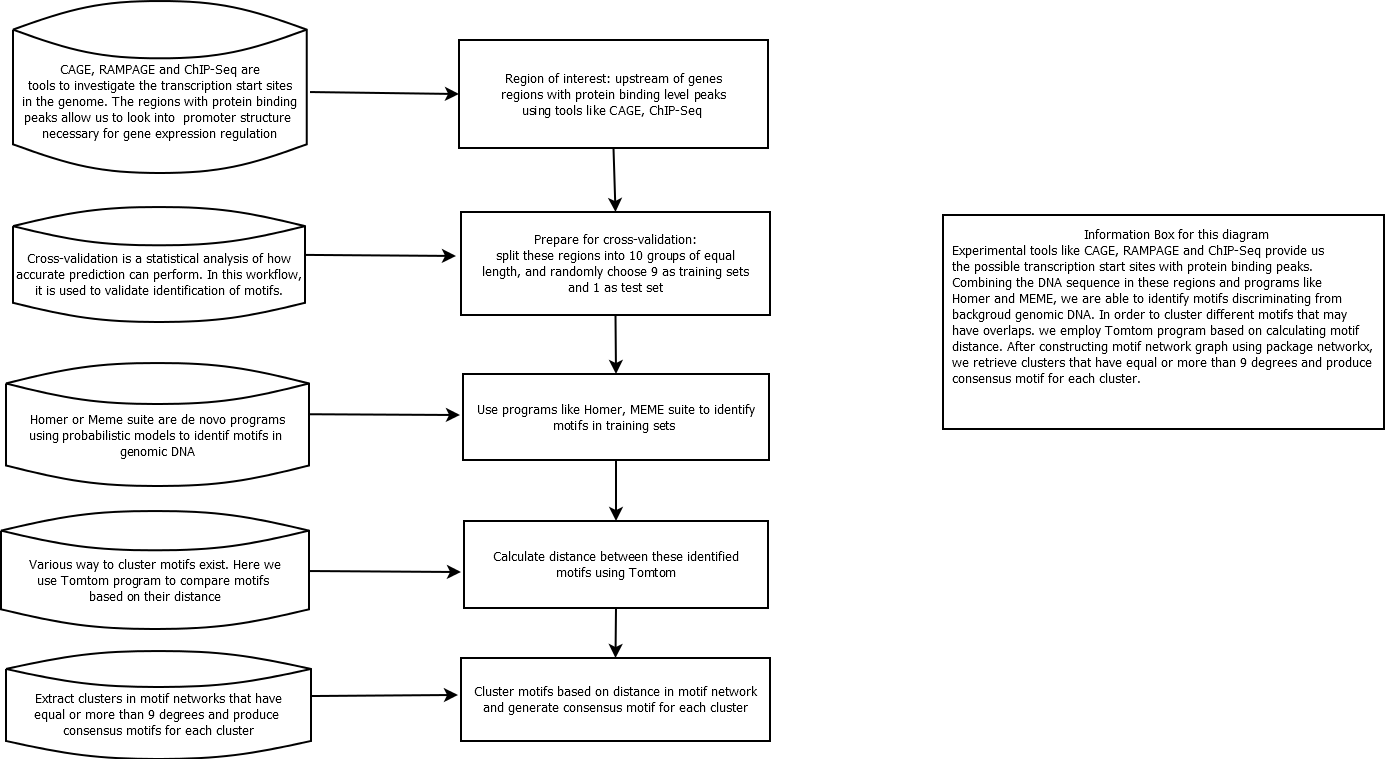 CAGE, RAMPAGE and ChIP-Seq are
tools to investigate the transcription start sites
in the genome. The regions with protein binding
peaks allow us to look into promoter structure
necessary for gene expression regulation
Region of interest: upstream of genes
regions with protein binding level peaks
using tools like CAGE, ChIP-Seq
Cross-validation is a statistical analysis of how
accurate prediction can perform. In this workflow,
it is used to validate identification of motifs.
Prepare for cross-validation:
split these regions into 10 groups of equal
length, and randomly choose 9 as training sets
and 1 as test set
Homer or Meme suite are de novo programs
using probabilistic models to identif motifs in
genomic DNA
Use programs like Homer, MEME suite to identify
motifs in training sets
Various way to cluster motifs exist. Here we
use Tomtom program to compare motifs
based on their distance
Calculate distance between these identified
motifs using Tomtom
Extract clusters in motif networks that have
equal or more than 9 degrees and produce
consensus motifs for each cluster
Cluster motifs based on distance in motif network
and generate consensus motif for each cluster
Information Box for this diagram
Experimental tools like CAGE, RAMPAGE and ChIP-Seq provide us
the possible transcription start sites with protein binding peaks.
Combining the DNA sequence in these regions and programs like
Homer and MEME, we are able to identify motifs discriminating from
backgroud genomic DNA. In order to cluster different motifs that may
have overlaps. we employ Tomtom program based on calculating motif
distance. After constructing motif network graph using package networkx,
we retrieve clusters that have equal or more than 9 degrees and produce
consensus motif for each cluster.